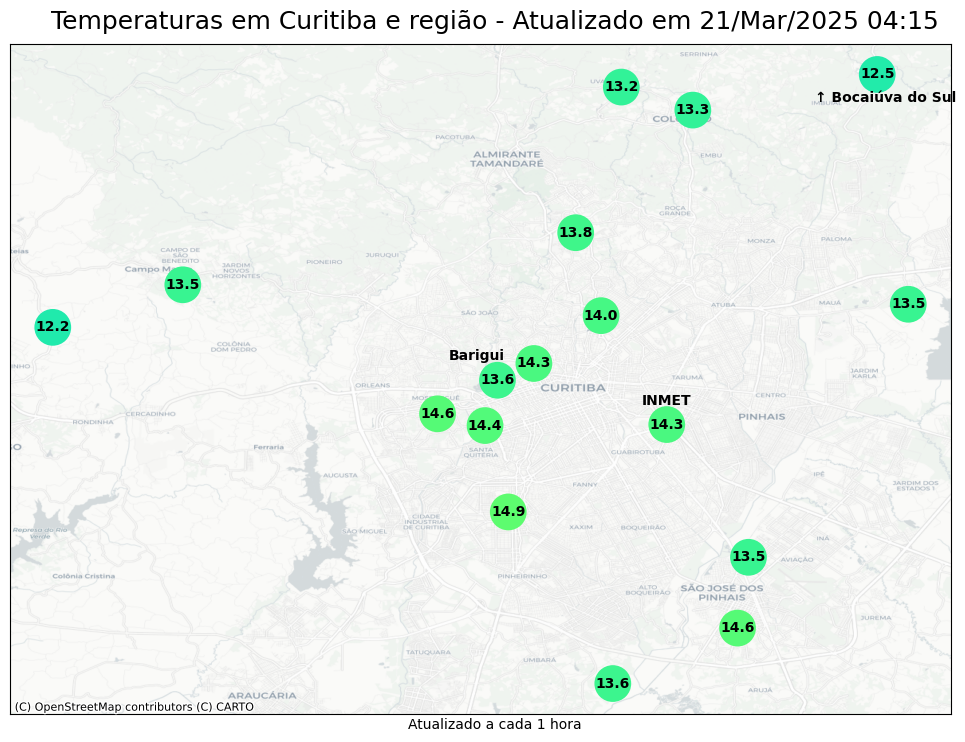 Temperaturas em Curitiba e região - Atualizado em 21/Mar/2025 04:15
SERRINHA
12.5
13.2
↑ Bocaiúva do Sul
13.3
PACOTUBA
ALMIRANTE
TAMANDARÉ
EMBU
ROÇA
GRANDE
13.8
MONZA
PALOMA
CAMPO DE
SÃO
BENEDITO
JURUQUI
PIONEIRO
JARDIM
NOVOS
HORIZONTES
13.5
13.5
ATUBA
MAUÁ
SÃO JOÃO
14.0
12.2
COLÔNIA
DOM PEDRO
Barigui
14.3
JARDIM
KARLA
13.6
TARUMÃ
ORLEANS
CURITIBA
CENTRO
INMET
CERCADINHO
RONDINHA
14.6
14.4
14.3
PINHAIS
Ferraria
SANTA
QUITÉRIA
GUABIROTUBA
AUGUSTA
IPÊ
FANNY
JARDIM DOS
ESTADOS 1
14.9
CIDADE
INDUSTRIAL
DE CURITIBA
SÃO MIGUEL
XAXIM
BOQUEIRÃO
Represa do Rio
Verde
INÁ
13.5
AVIAÇÃO
Colônia Cristina
PINHEIRINHO
ALTO
BOQUEIRÃO
SÃO JOSÉ DOS
PINHAIS
JUREMA
14.6
TATUQUARA
UMBARÁ
13.6
ARUJÁ
ARAUCÁRIA
(C) OpenStreetMap contributors (C) CARTO
Atualizado a cada 1 hora